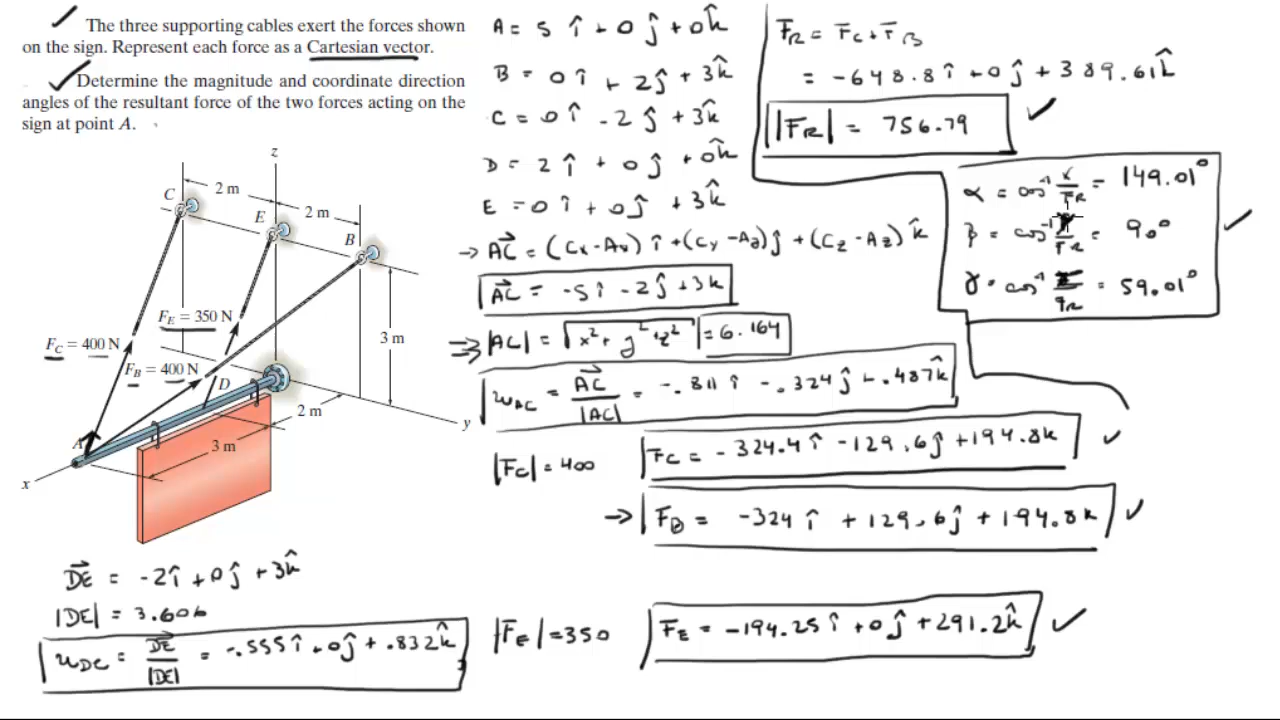 The three supporting cables exert the forces shown
on the sign. Represent each force as a Cartesian vector.
Determine the magnitude and coordinate direction
angles of the resultant force of the two forces acting on the
sign at point A.
z
C
2 m
E
2 m
B
F_E = 350 N
F_C = 400 N
3 m
F_B = 400 N
D
2 m
y
A
3 m
x
A = 5 î + 0 ĵ + 0k̂
B = 0 î + 2ĵ + 3k̂
C = 0 î - 2 ĵ + 3k̂
D = 2 î + 0 ĵ + 0k̂
E = 0 î + 0ĵ + 3k̂
→ AC⃗ = (Cx - Ax) î + (Cy - Ay) ĵ + (Cz - Az) k̂
AC⃗ = -5î - 2ĵ + 3k
|AC| = √x² + y² + z² = 6.164
u_AC = AC⃗ / |AC| = -.811 î - .324ĵ + .487k̂
|Fc| = 400
Fc = - 324.4 î - 129.6ĵ + 194.8k
→ F_B = -324 î + 129.6ĵ + 194.8k
DE⃗ = -2î + 0ĵ + 3k̂
|DE| = 3.606
u_DE = DE⃗ / |DE| = -.555 î + 0ĵ + .832k̂
|F_E| = 350
F_E = -194.25 î + 0ĵ + 291.2k̂
F_R = F_C + F_B
= -648.8 î + 0ĵ + 389.61k̂
|F_R| = 756.79
α = cos⁻¹ x/F_R = 149.01°
β = cos⁻¹ y/F_R = 90°
γ = cos⁻¹ z/F_R = 59.01°